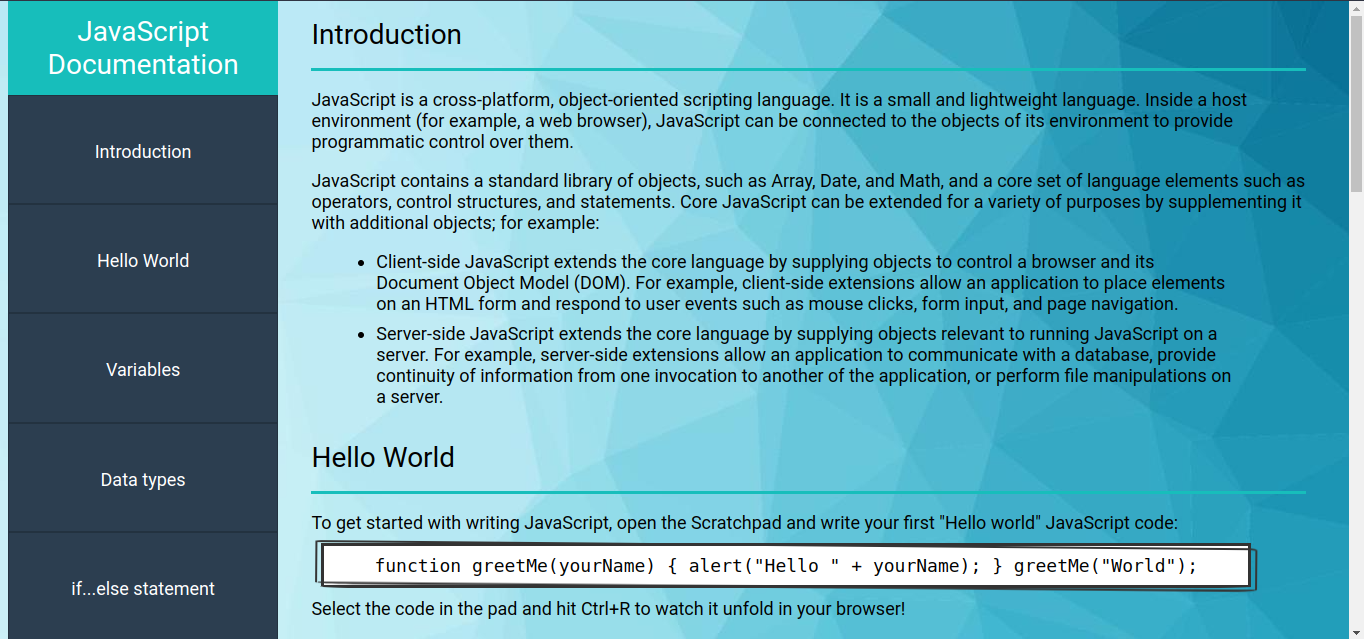 JavaScript
Documentation
Introduction
Hello World
Variables
Data types
if...else statement
Introduction
JavaScript is a cross-platform, object-oriented scripting language. It is a small and lightweight language. Inside a host
environment (for example, a web browser), JavaScript can be connected to the objects of its environment to provide
programmatic control over them.
JavaScript contains a standard library of objects, such as Array, Date, and Math, and a core set of language elements such as
operators, control structures, and statements. Core JavaScript can be extended for a variety of purposes by supplementing it
with additional objects; for example:
• Client-side JavaScript extends the core language by supplying objects to control a browser and its
Document Object Model (DOM). For example, client-side extensions allow an application to place elements
on an HTML form and respond to user events such as mouse clicks, form input, and page navigation.
• Server-side JavaScript extends the core language by supplying objects relevant to running JavaScript on a
server. For example, server-side extensions allow an application to communicate with a database, provide
continuity of information from one invocation to another of the application, or perform file manipulations on
a server.
Hello World
To get started with writing JavaScript, open the Scratchpad and write your first "Hello world" JavaScript code:
function greetMe(yourName) { alert("Hello " + yourName); } greetMe("World");
Select the code in the pad and hit Ctrl+R to watch it unfold in your browser!